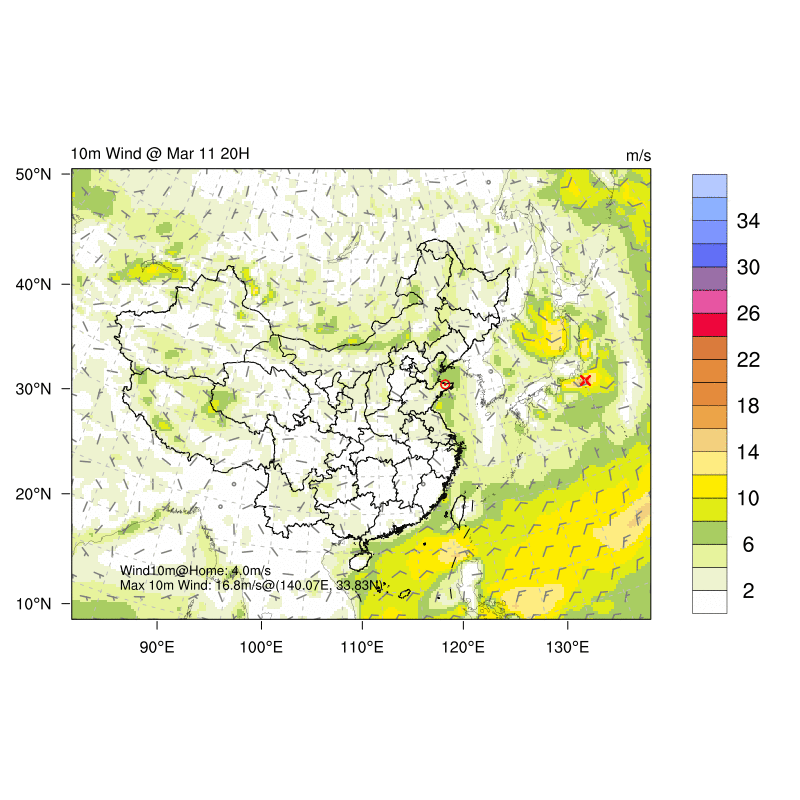 10m Wind @ Mar 11 20H
m/s
50°N
40°N
30°N
20°N
10°N
34
30
26
22
18
14
10
6
2
Wind10m@Home: 4.0m/s
Max 10m Wind: 16.8m/s@(140.07E, 33.83N)
90°E
100°E
110°E
120°E
130°E